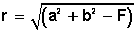 r = √(a² + b² − F)